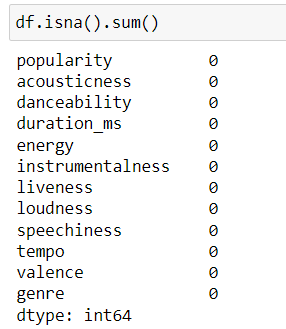 df.isna().sum()
popularity 0
acousticness 0
danceability 0
duration_ms 0
energy 0
instrumentalness 0
liveness 0
loudness 0
speechiness 0
tempo 0
valence 0
genre 0
dtype: int64